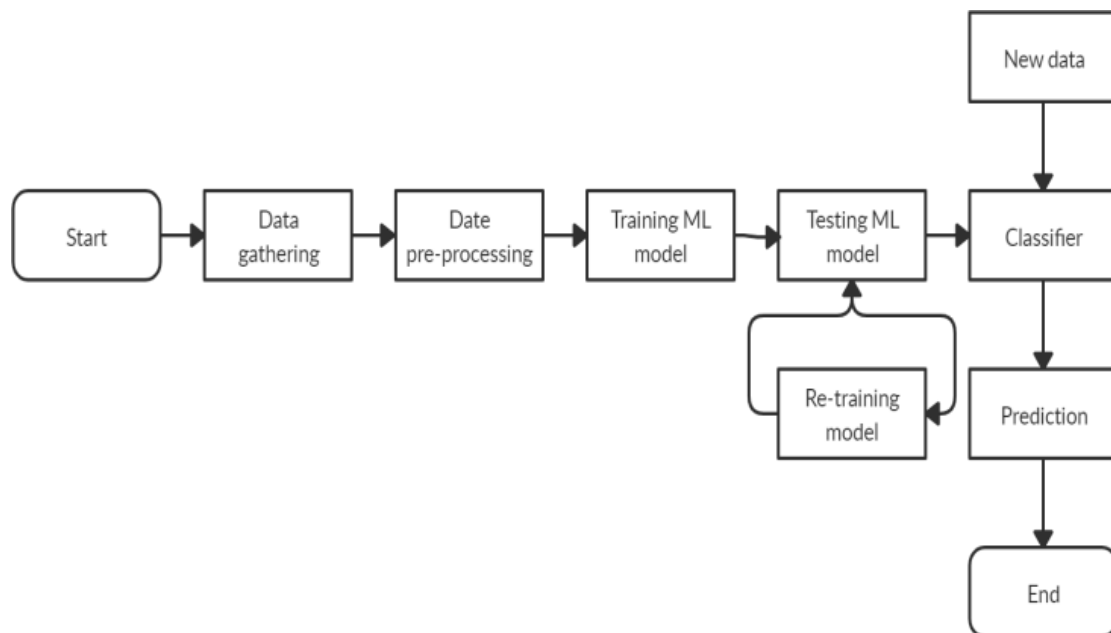 New data
Start
Data
gathering
Date
pre-processing
Training ML
model
Testing ML
model
Classifier
Re-training
model
Prediction
End